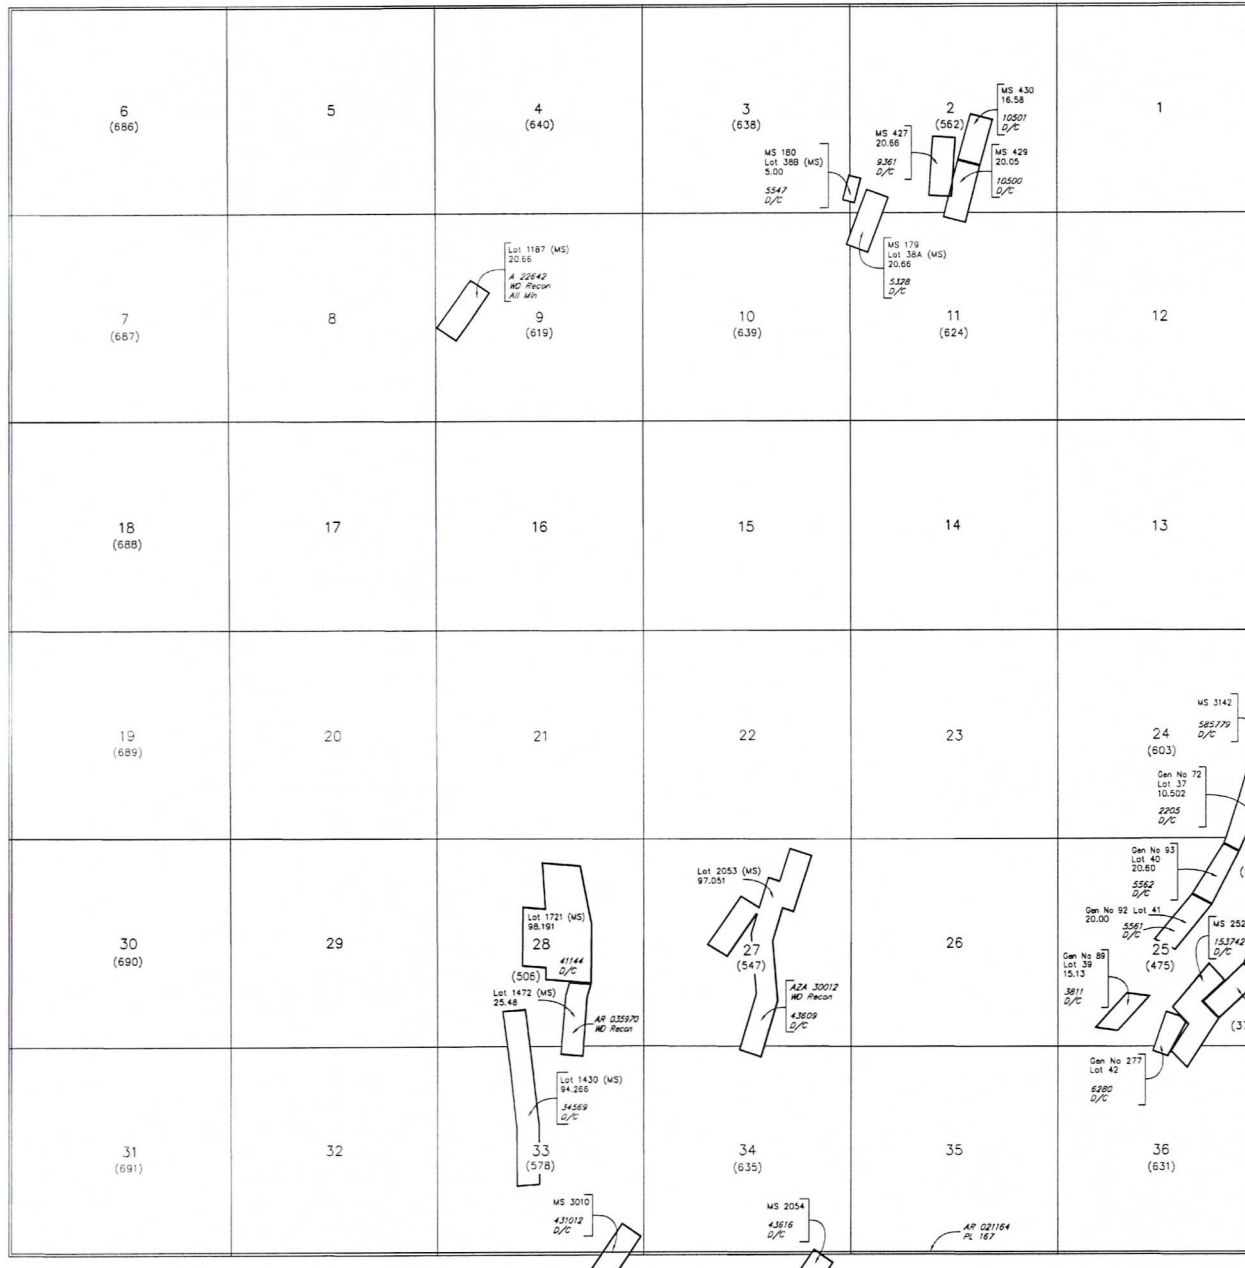 6
(686)
5
4
(640)
3
(638)
2
(562)
1
MS 430
16.58
10501
D/C
MS 427
20.66
9361
D/C
MS 429
20.05
10500
D/C
MS 180
Lot 38B (MS)
5.00
5547
D/C
MS 179
Lot 38A (MS)
20.66
5328
D/C
Lot 1187 (MS)
20.66
A 22642
WD Recon
All Min
7
(687)
8
9
(619)
10
(639)
11
(624)
12
18
(688)
17
16
15
14
13
19
(689)
20
21
22
23
24
(603)
MS 3142
585779
D/C
Gen No 72
Lot 37
10.502
2205
D/C
Gen No 93
Lot 40
20.60
5562
D/C
Gen No 92 Lot 41
20.00
5561
D/C
MS 252
153742
D/C
Gen No 89
Lot 39
15.13
3811
D/C
30
(690)
29
Lot 1721 (MS)
98.191
28
(506)
41144
D/C
Lot 1472 (MS)
25.48
AR 035970
WD Recon
Lot 2053 (MS)
97.051
27
(547)
AZA 30012
WD Recon
43609
D/C
26
25
(475)
(
(37
Gen No 277
Lot 42
6280
D/C
Lot 1430 (MS)
94.266
34569
D/C
31
(691)
32
33
(578)
34
(635)
35
36
(631)
MS 3010
431012
D/C
MS 2054
43616
D/C
AR 021164
PL 167